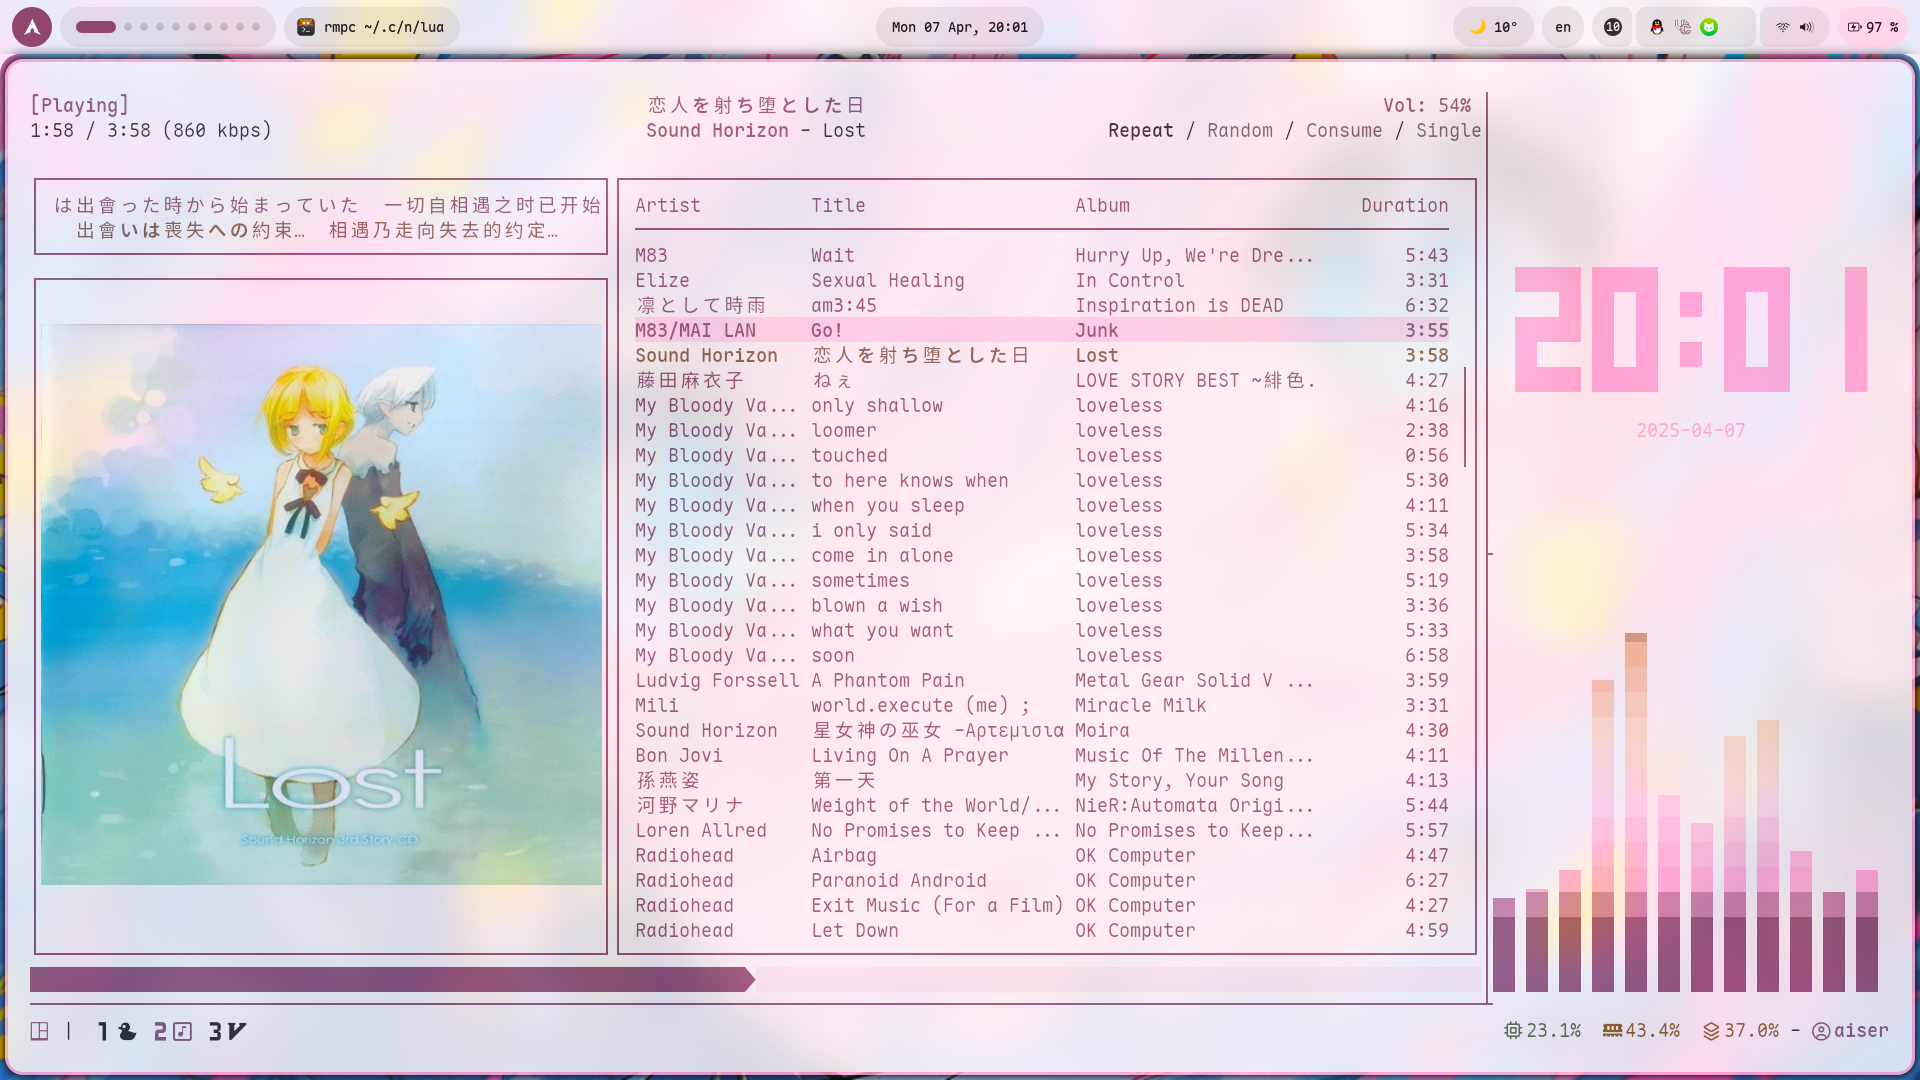 rmpc ~/.c/n/lua
Mon 07 Apr, 20:01
10°
en
10
97 %
[Playing]
1:58 / 3:58 (860 kbps)
恋人を射ち堕とした日
Sound Horizon - Lost
Vol: 54%
Repeat / Random / Consume / Single
は出會った時から始まっていた 一切自相遇之时已开始
出會いは喪失への約束… 相遇乃走向失去的约定…
Lost
Sound Horizon 3rd Story CD
Artist Title Album Duration
M83 Wait Hurry Up, We're Dre... 5:43
Elize Sexual Healing In Control 3:31
凛として時雨 am3:45 Inspiration is DEAD 6:32
M83/MAI LAN Go! Junk 3:55
Sound Horizon 恋人を射ち堕とした日 Lost 3:58
藤田麻衣子 ねぇ LOVE STORY BEST ~緋色. 4:27
My Bloody Va... only shallow loveless 4:16
My Bloody Va... loomer loveless 2:38
My Bloody Va... touched loveless 0:56
My Bloody Va... to here knows when loveless 5:30
My Bloody Va... when you sleep loveless 4:11
My Bloody Va... i only said loveless 5:34
My Bloody Va... come in alone loveless 3:58
My Bloody Va... sometimes loveless 5:19
My Bloody Va... blown a wish loveless 3:36
My Bloody Va... what you want loveless 5:33
My Bloody Va... soon loveless 6:58
Ludvig Forssell A Phantom Pain Metal Gear Solid V ... 3:59
Mili world.execute (me) ; Miracle Milk 3:31
Sound Horizon 星女神の巫女 -Αρτεμισια Moira 4:30
Bon Jovi Living On A Prayer Music Of The Millen... 4:11
孫燕姿 第一天 My Story, Your Song 4:13
河野マリナ Weight of the World/... NieR:Automata Origi... 5:44
Loren Allred No Promises to Keep ... No Promises to Keep... 5:57
Radiohead Airbag OK Computer 4:47
Radiohead Paranoid Android OK Computer 6:27
Radiohead Exit Music (For a Film) OK Computer 4:27
Radiohead Let Down OK Computer 4:59
20:01
2025-04-07
1 2 3
23.1% 43.4% 37.0% - aiser